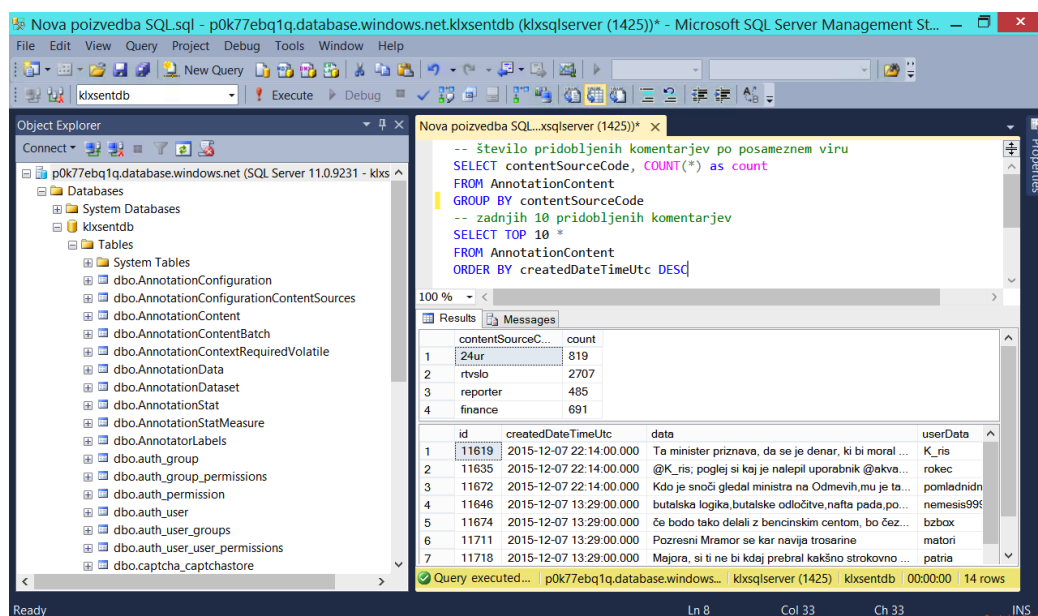 Nova poizvedba SQL.sql - p0k77ebq1q.database.windows.net.klxsentdb (klxsqlserver (1425))* - Microsoft SQL Server Management St...
File Edit View Query Project Debug Tools Window Help
New Query
klxsentdb Execute Debug
Object Explorer
Connect
p0k77ebq1q.database.windows.net (SQL Server 11.0.9231 - klxs
Databases
System Databases
klxsentdb
Tables
System Tables
dbo.AnnotationConfiguration
dbo.AnnotationConfigurationContentSources
dbo.AnnotationContent
dbo.AnnotationContentBatch
dbo.AnnotationContextRequiredVolatile
dbo.AnnotationData
dbo.AnnotationDataset
dbo.AnnotationStat
dbo.AnnotationStatMeasure
dbo.AnnotatorLabels
dbo.auth_group
dbo.auth_group_permissions
dbo.auth_permission
dbo.auth_user
dbo.auth_user_groups
dbo.auth_user_user_permissions
dbo.captcha_captchastore
Nova poizvedba SQL...xsqlserver (1425))*
-- število pridobljenih komentarjev po posameznem viru
SELECT contentSourceCode, COUNT(*) as count
FROM AnnotationContent
GROUP BY contentSourceCode
-- zadnjih 10 pridobljenih komentarjev
SELECT TOP 10 *
FROM AnnotationContent
ORDER BY createdDateTimeUtc DESC
100 %
Results Messages
contentSourceC... count
1 24ur 819
2 rtvslo 2707
3 reporter 485
4 finance 691
id createdDateTimeUtc data userData
1 11619 2015-12-07 22:14:00.000 Ta minister priznava, da se je denar, ki bi moral ... K_ris
2 11635 2015-12-07 22:14:00.000 @K_ris; poglej si kaj je nalepil uporabnik @akva... rokec
3 11672 2015-12-07 22:14:00.000 Kdo je snoči gledal ministra na Odmevih,mu je ta... pomladnidn
4 11646 2015-12-07 13:29:00.000 butalska logika,butalske odločitve,nafta pada,po... nemesis999
5 11674 2015-12-07 13:29:00.000 če bodo tako delali z bencinskim centom, bo čez... bzbox
6 11711 2015-12-07 13:29:00.000 Pozresni Mramor se kar navija trosarine matori
7 11718 2015-12-07 13:29:00.000 Majora, si ti ne bi kdaj prebral kakšno strokovno ... patria
Query executed... p0k77ebq1q.database.windows... klxsqlserver (1425) klxsentdb 00:00:00 14 rows
Properties
Ready Ln 8 Col 33 Ch 33 INS